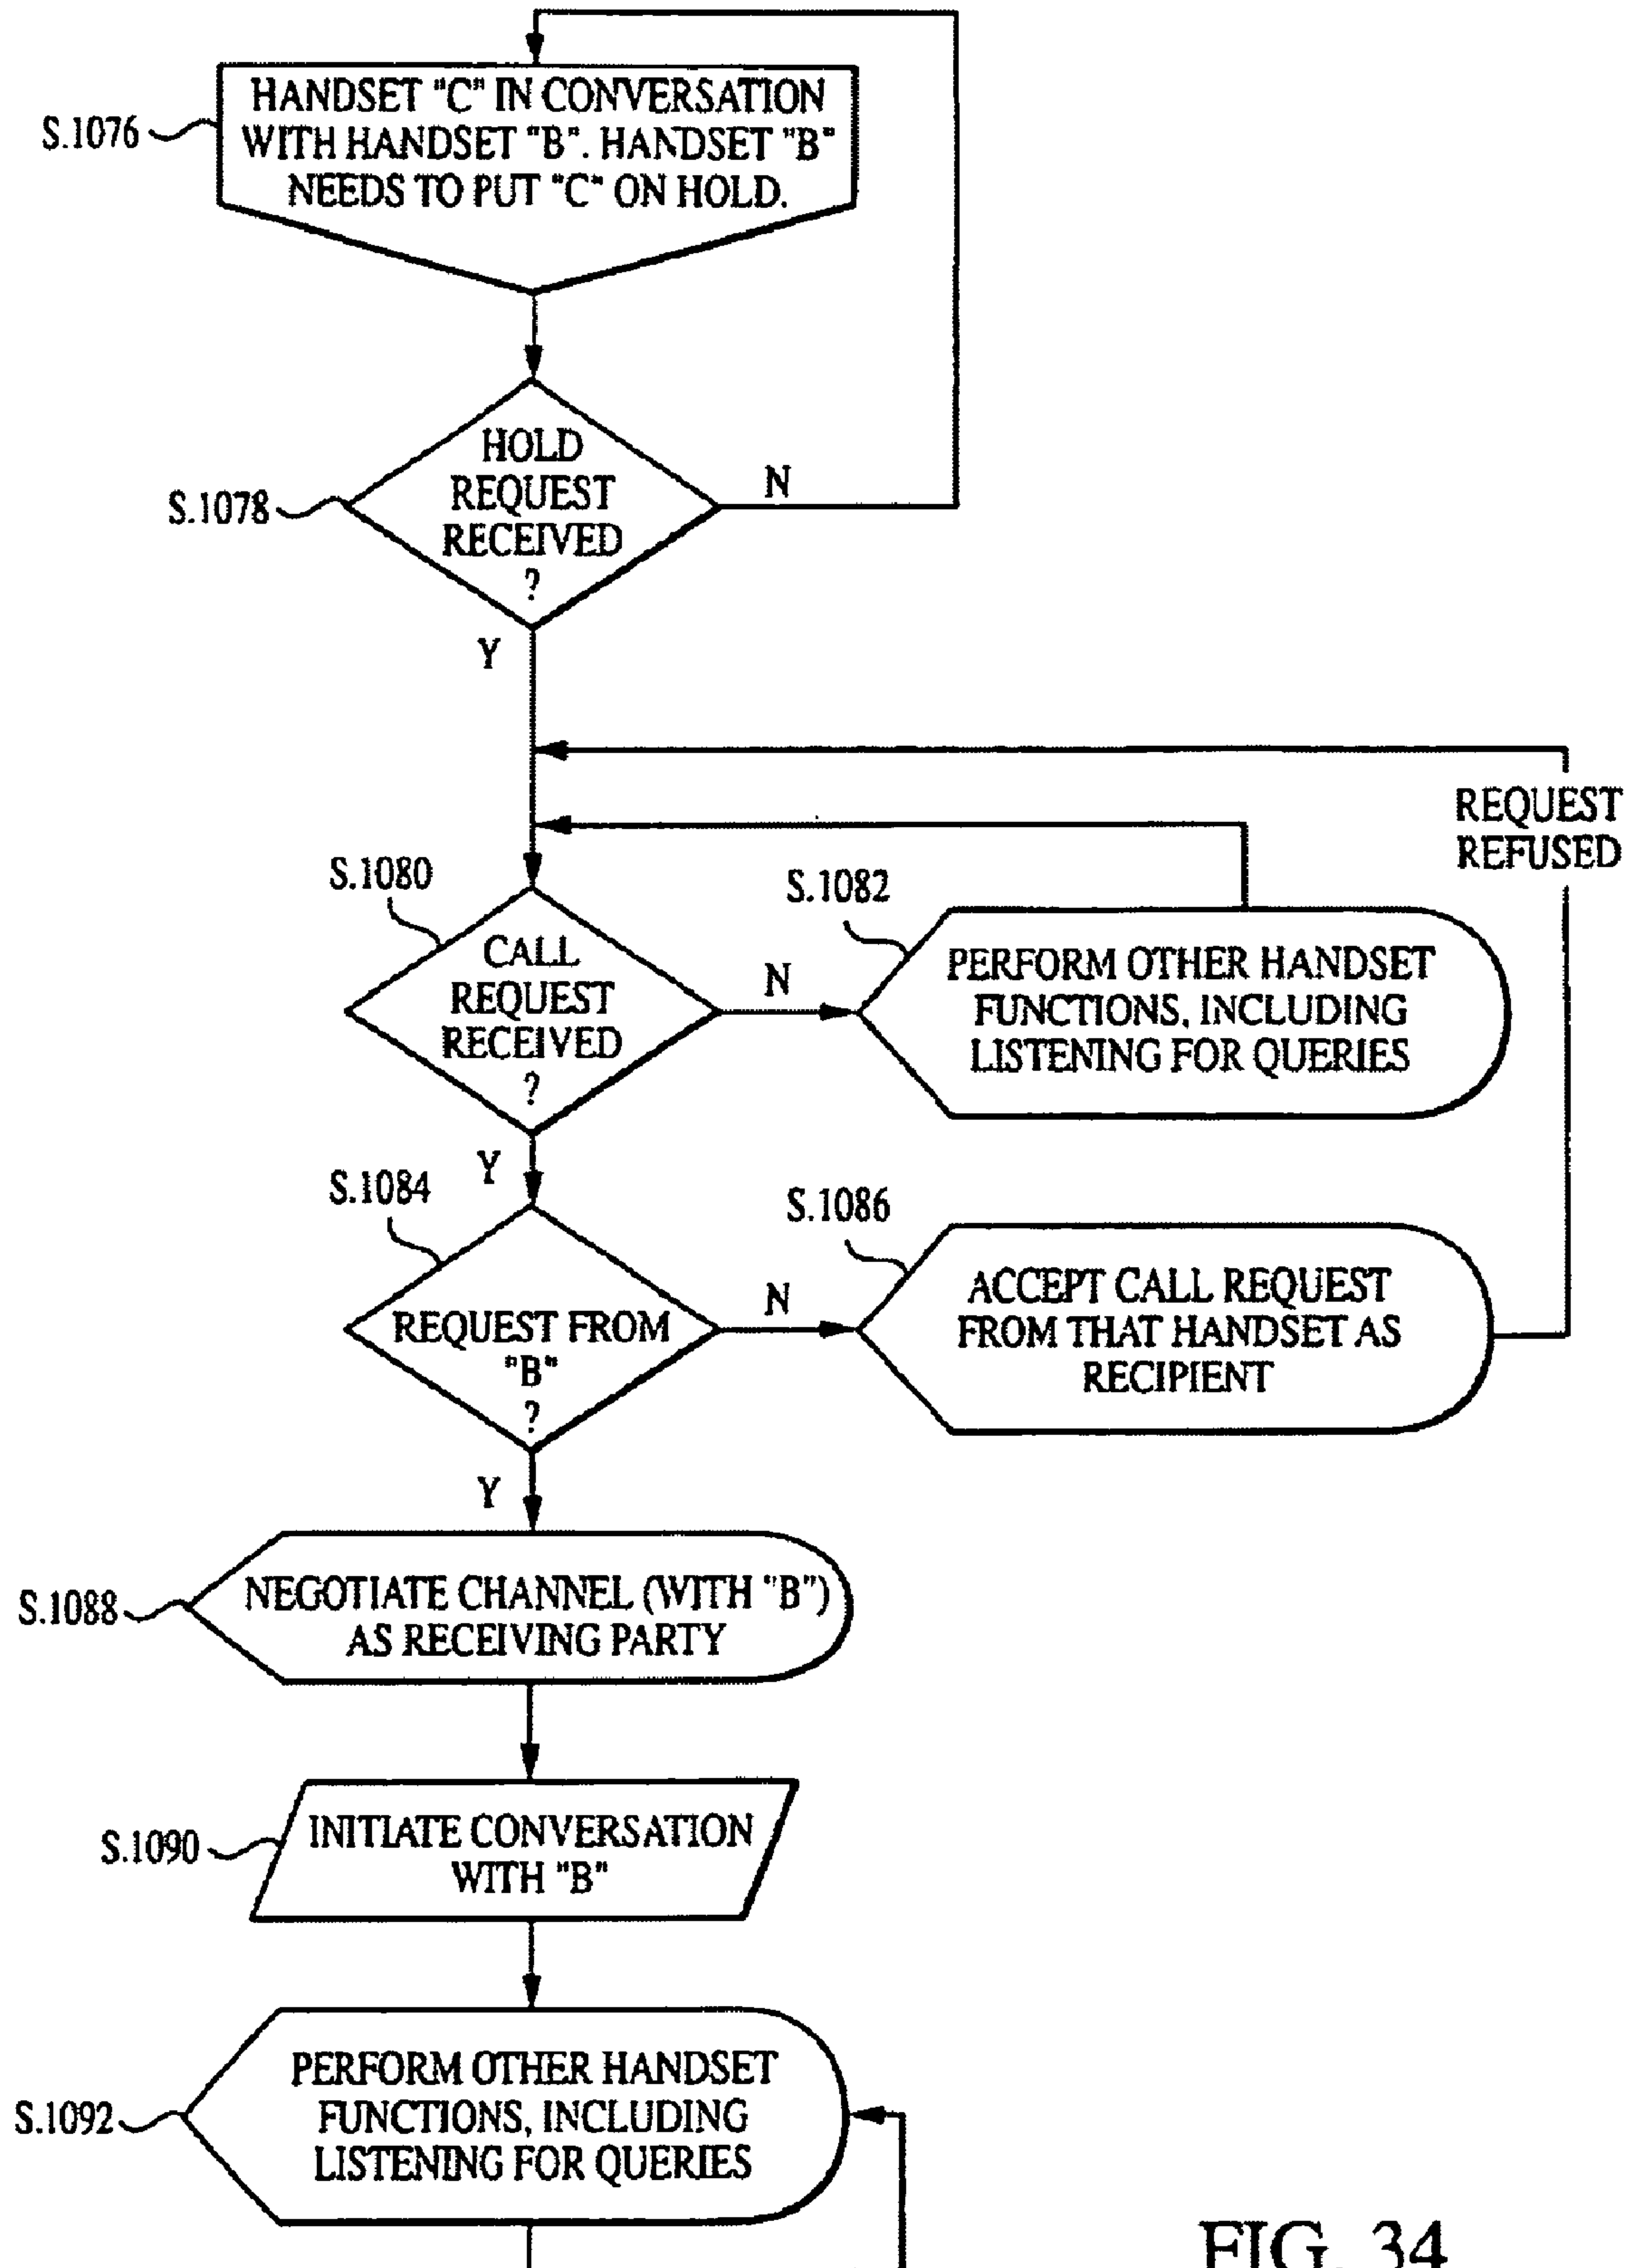 HANDSET "C" IN CONVERSATION
WITH HANDSET "B". HANDSET "B"
NEEDS TO PUT "C" ON HOLD.
S.1076
HOLD
REQUEST
RECEIVED
?
S.1078
N
Y
REQUEST
REFUSED
S.1080
CALL
REQUEST
RECEIVED
?
N
S.1082
PERFORM OTHER HANDSET
FUNCTIONS, INCLUDING
LISTENING FOR QUERIES
Y
S.1084
REQUEST FROM
"B"
?
N
S.1086
ACCEPT CALL REQUEST
FROM THAT HANDSET AS
RECIPIENT
Y
S.1088
NEGOTIATE CHANNEL (WITH "B")
AS RECEIVING PARTY
S.1090
INITIATE CONVERSATION
WITH "B"
S.1092
PERFORM OTHER HANDSET
FUNCTIONS, INCLUDING
LISTENING FOR QUERIES
FIG. 34